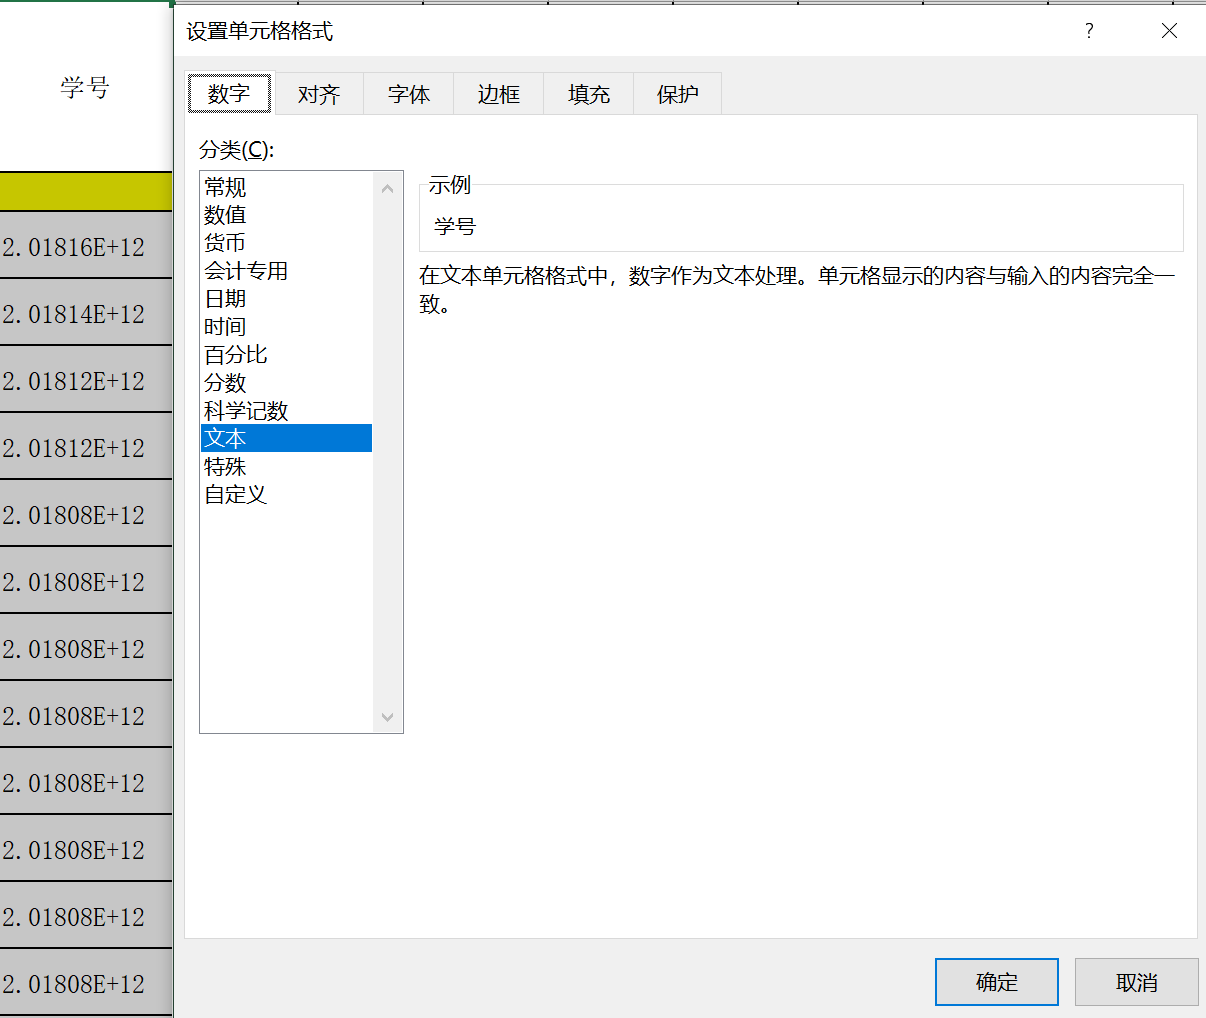 设置单元格格式
?
学号
数字 对齐 字体 边框 填充 保护
分类(C):
常规
数值
货币
会计专用
日期
时间
百分比
分数
科学记数
文本
特殊
自定义
示例
学号
在文本单元格格式中，数字作为文本处理。单元格显示的内容与输入的内容完全一
致。
2.01816E+12
2.01814E+12
2.01812E+12
2.01812E+12
2.01808E+12
2.01808E+12
2.01808E+12
2.01808E+12
2.01808E+12
2.01808E+12
2.01808E+12
2.01808E+12
确定 取消